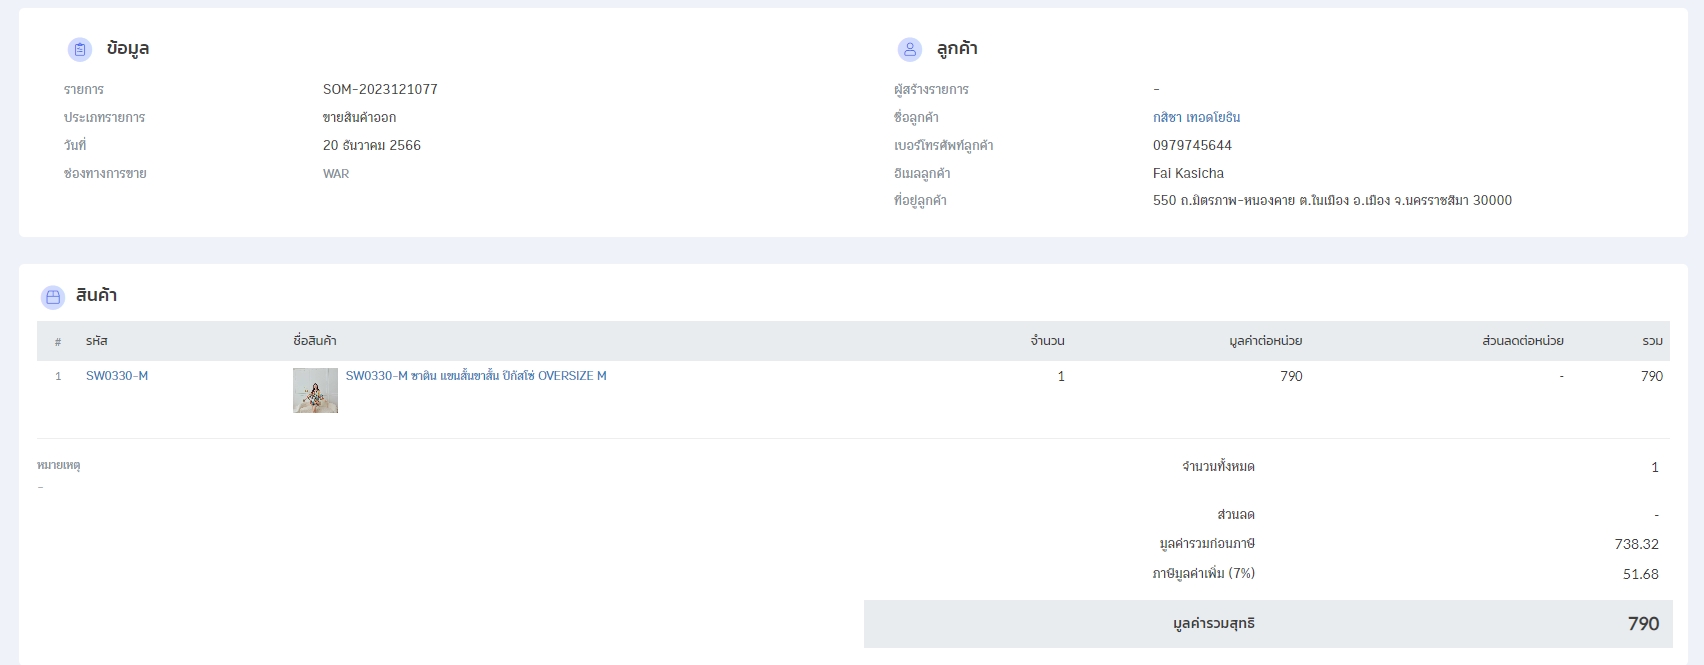 ข้อมูล
รายการ SOM-2023121077
ประเภทรายการ ขายสินค้าออก
วันที่ 20 ธันวาคม 2566
ช่องทางการขาย WAR
ลูกค้า
ผู้สร้างรายการ -
ชื่อลูกค้า กสิชา เทอดโยธิน
เบอร์โทรศัพท์ลูกค้า 0979745644
อีเมลลูกค้า Fai Kasicha
ที่อยู่ลูกค้า 550 ถ.มิตรภาพ-หนองคาย ต.ในเมือง อ.เมือง จ.นครราชสีมา 30000
สินค้า
# รหัส ชื่อสินค้า จำนวน มูลค่าต่อหน่วย ส่วนลดต่อหน่วย รวม
1 SW0330-M SW0330-M ซาติน แขนสั้นขาสั้น ปิกัสโซ่ OVERSIZE M 1 790 - 790
หมายเหตุ
-
จำนวนทั้งหมด 1
ส่วนลด -
มูลค่ารวมก่อนภาษี 738.32
ภาษีมูลค่าเพิ่ม (7%) 51.68
มูลค่ารวมสุทธิ 790